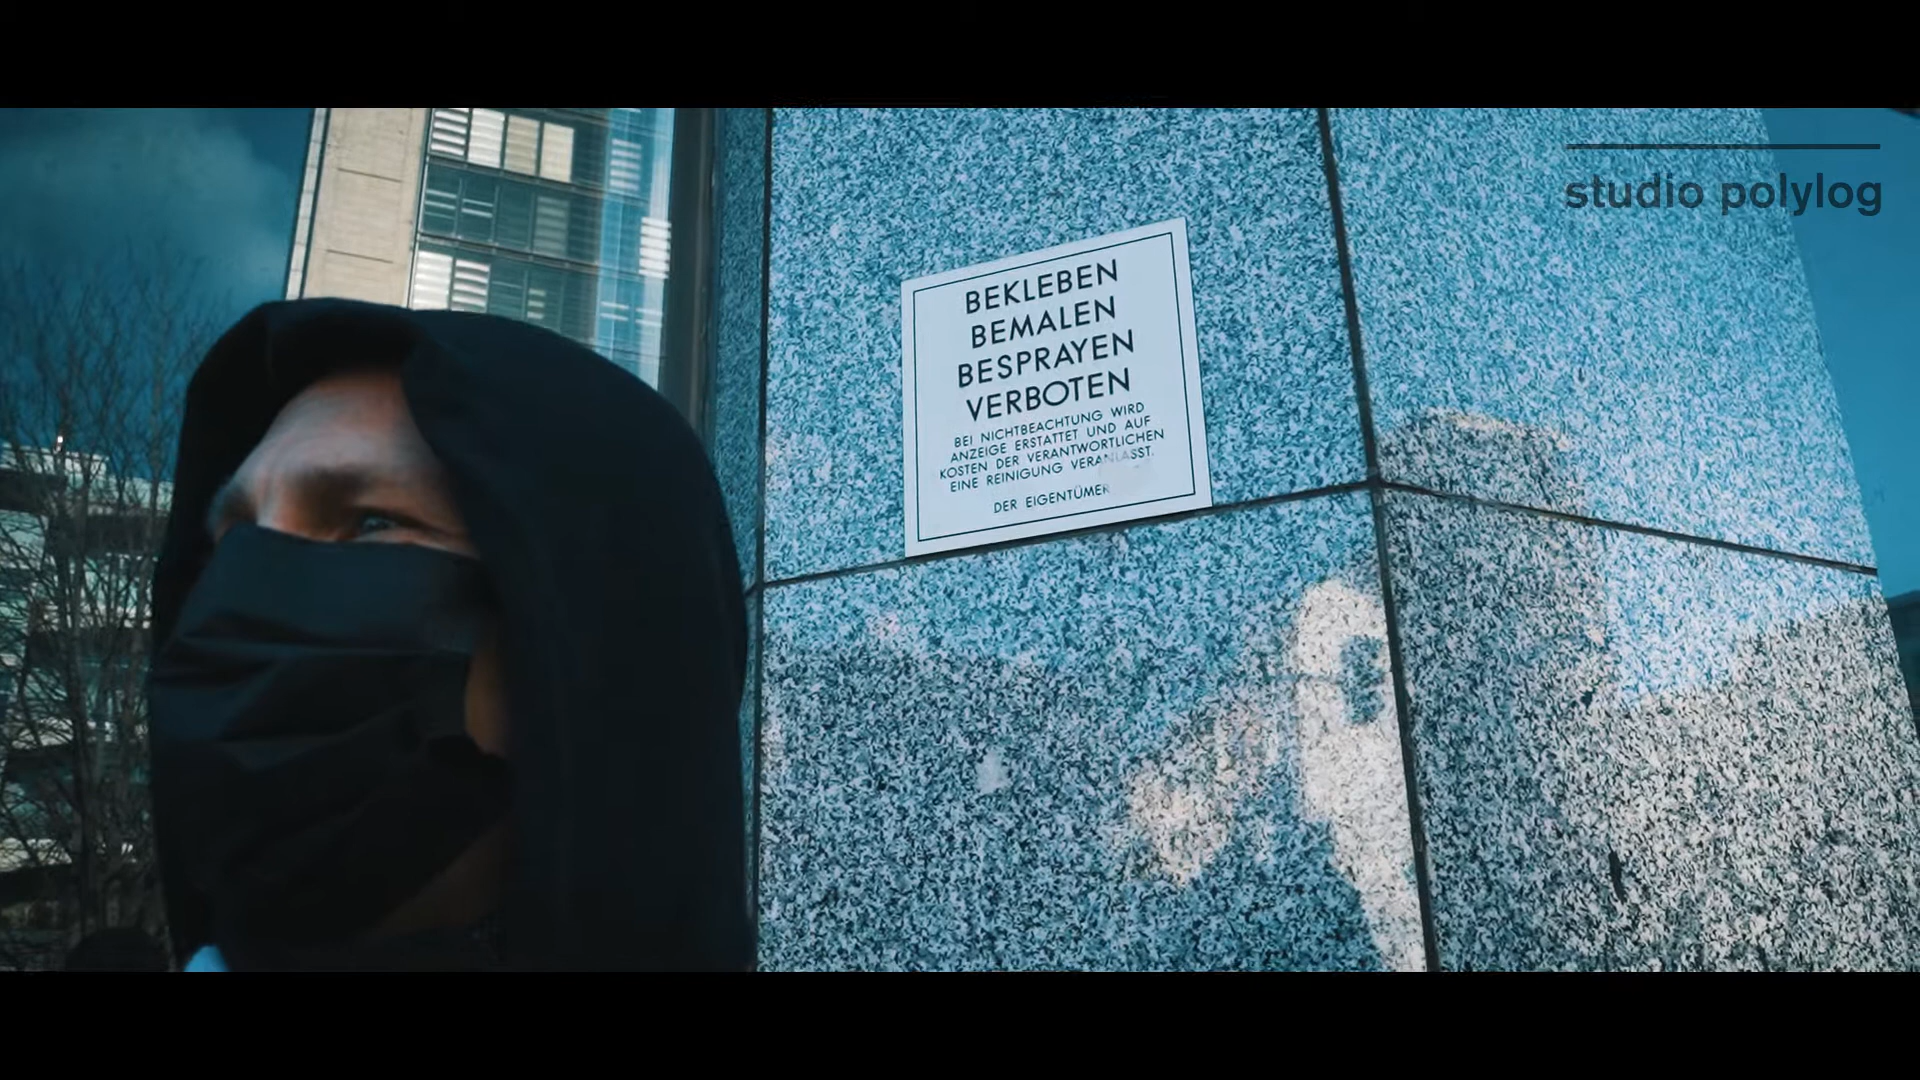 studio polylog
BEKLEBEN
BEMALEN
BESPRAYEN
VERBOTEN
BEI NICHTBEACHTUNG WIRD
ANZEIGE ERSTATTET UND AUF
KOSTEN DER VERANTWORTLICHEN
EINE REINIGUNG VERANLASST.
DER EIGENTÜMER